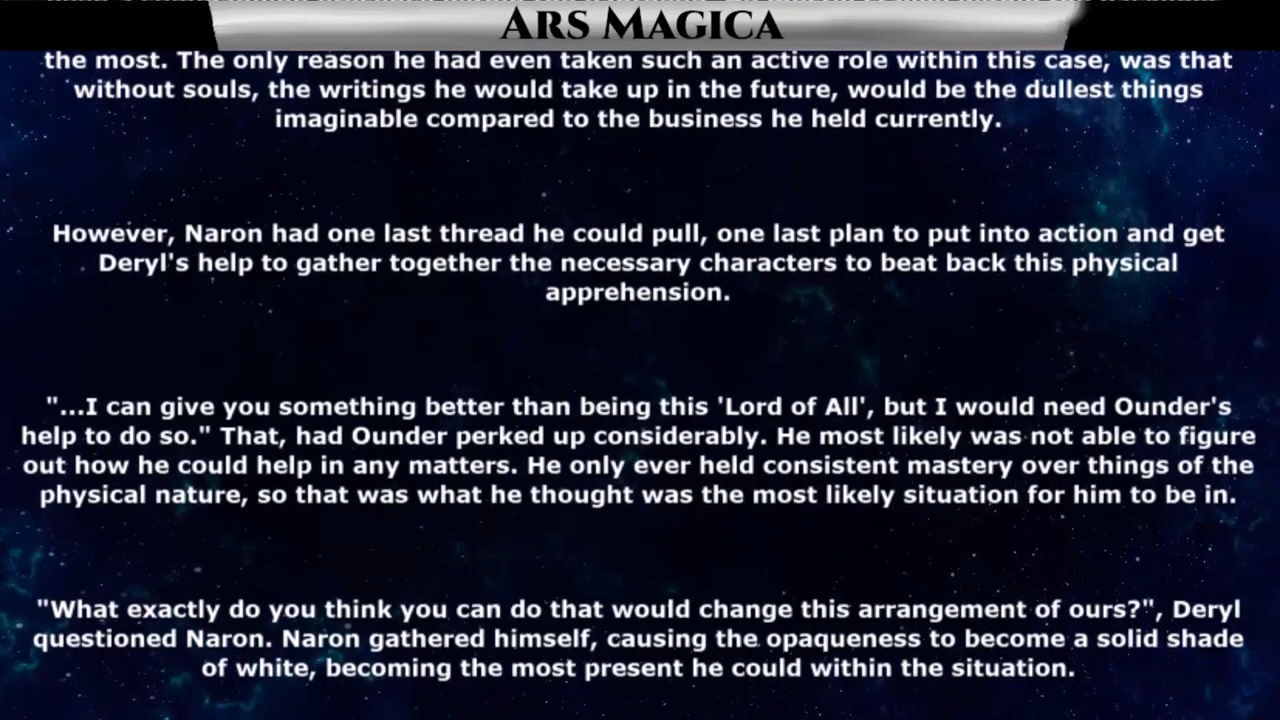 ARS MAGICA
the most. The only reason he had even taken such an active role within this case, was that
without souls, the writings he would take up in the future, would be the dullest things
imaginable compared to the business he held currently.
However, Naron had one last thread he could pull, one last plan to put into action and get
Deryl's help to gather together the necessary characters to beat back this physical
apprehension.
"...I can give you something better than being this 'Lord of All', but I would need Ounder's
help to do so." That, had Ounder perked up considerably. He most likely was not able to figure
out how he could help in any matters. He only ever held consistent mastery over things of the
physical nature, so that was what he thought was the most likely situation for him to be in.
"What exactly do you think you can do that would change this arrangement of ours?", Deryl
questioned Naron. Naron gathered himself, causing the opaqueness to become a solid shade
of white, becoming the most present he could within the situation.